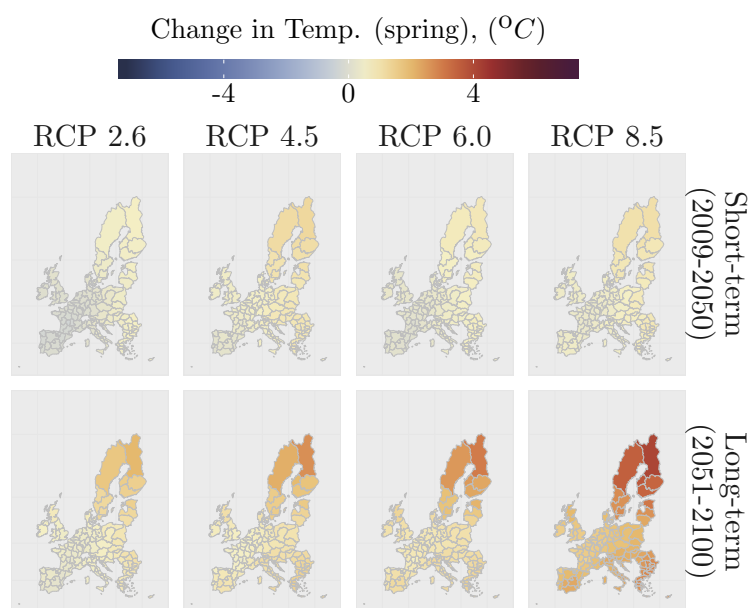 Change in Temp. (spring), (°C)
-4 0 4
RCP 2.6 RCP 4.5 RCP 6.0 RCP 8.5
Short-term
(2009-2050)
Long-term
(2051-2100)